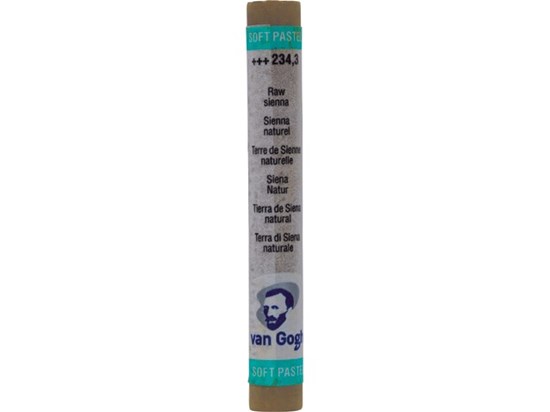 SOFT PASTE
+++ 234,3
Raw
sienna
Sienna
naturel
Terre de Sienne
naturelle
Siena
Natur
Tierra de Siena
natural
Terra di Siena
naturale
van Gogh
SOFT PASTE